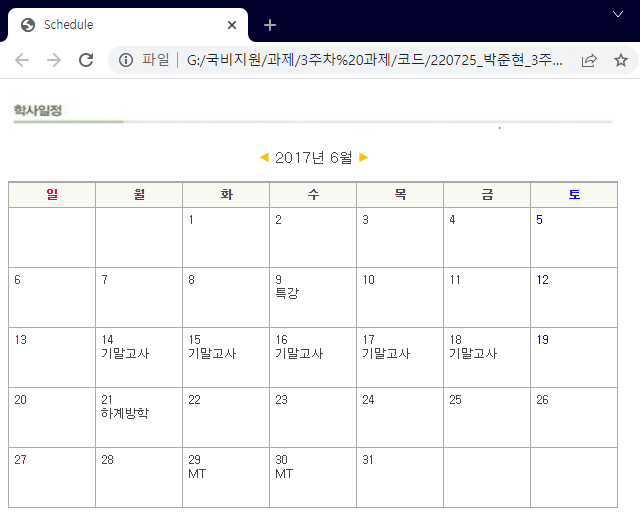 Schedule
파일 G:/국비지원/과제/3주차%20과제/코드/220725_박준현_3주...
학사일정
◀ 2017년 6월 ▶
일 월 화 수 목 금 토
1 2 3 4 5
6 7 8 9 10 11 12
특강
13 14 15 16 17 18 19
기말고사 기말고사 기말고사 기말고사 기말고사
20 21 22 23 24 25 26
하계방학
27 28 29 30 31
MT MT